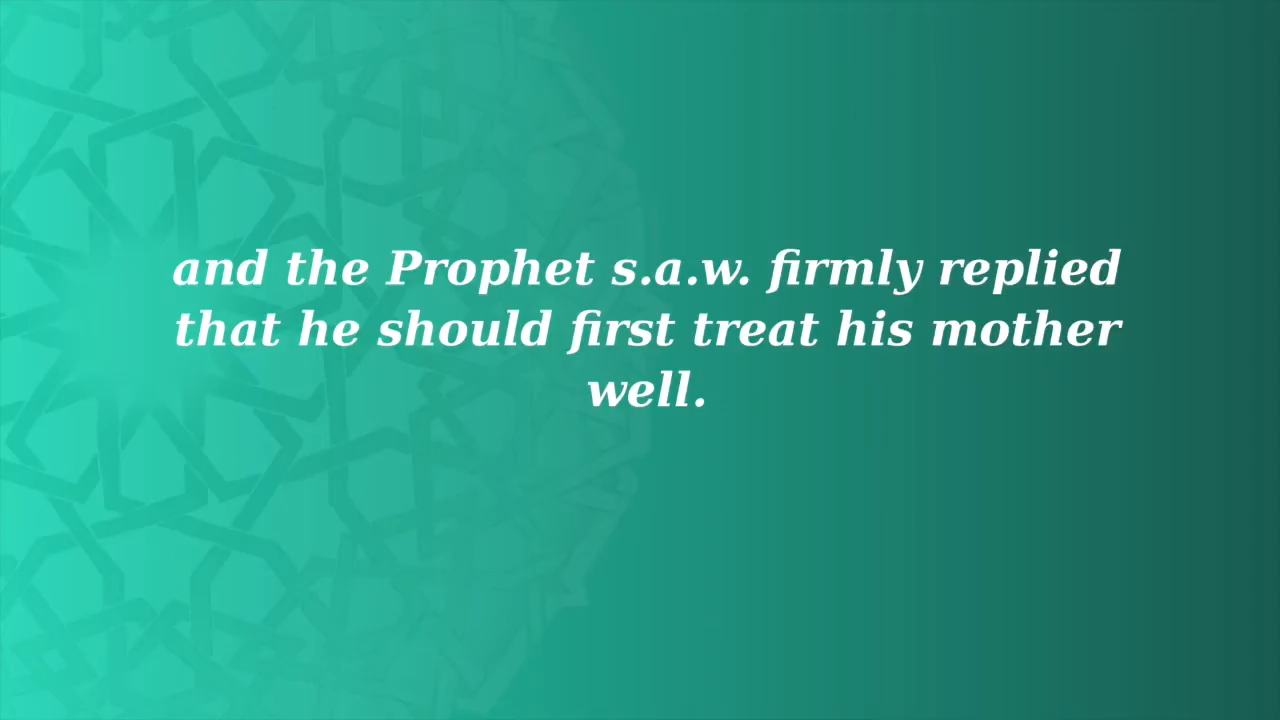 and the Prophet s.a.w. firmly replied
that he should first treat his mother
well.